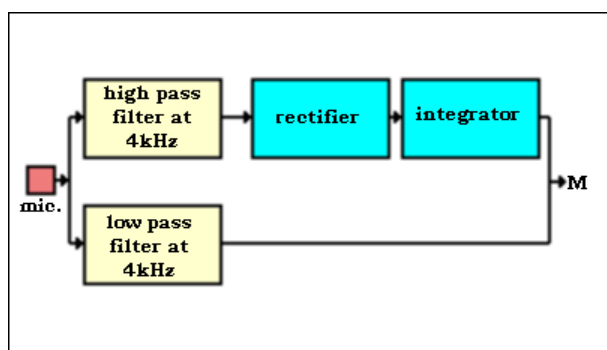 high pass
filter at
4kHz
rectifier
integrator
mic.
M
low pass
filter at
4kHz